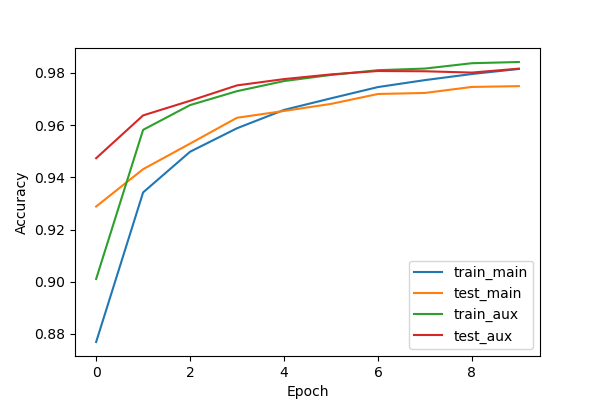 Accuracy
0.98
0.96
0.94
0.92
0.90
0.88
0
2
4
6
8
Epoch
train_main
test_main
train_aux
test_aux